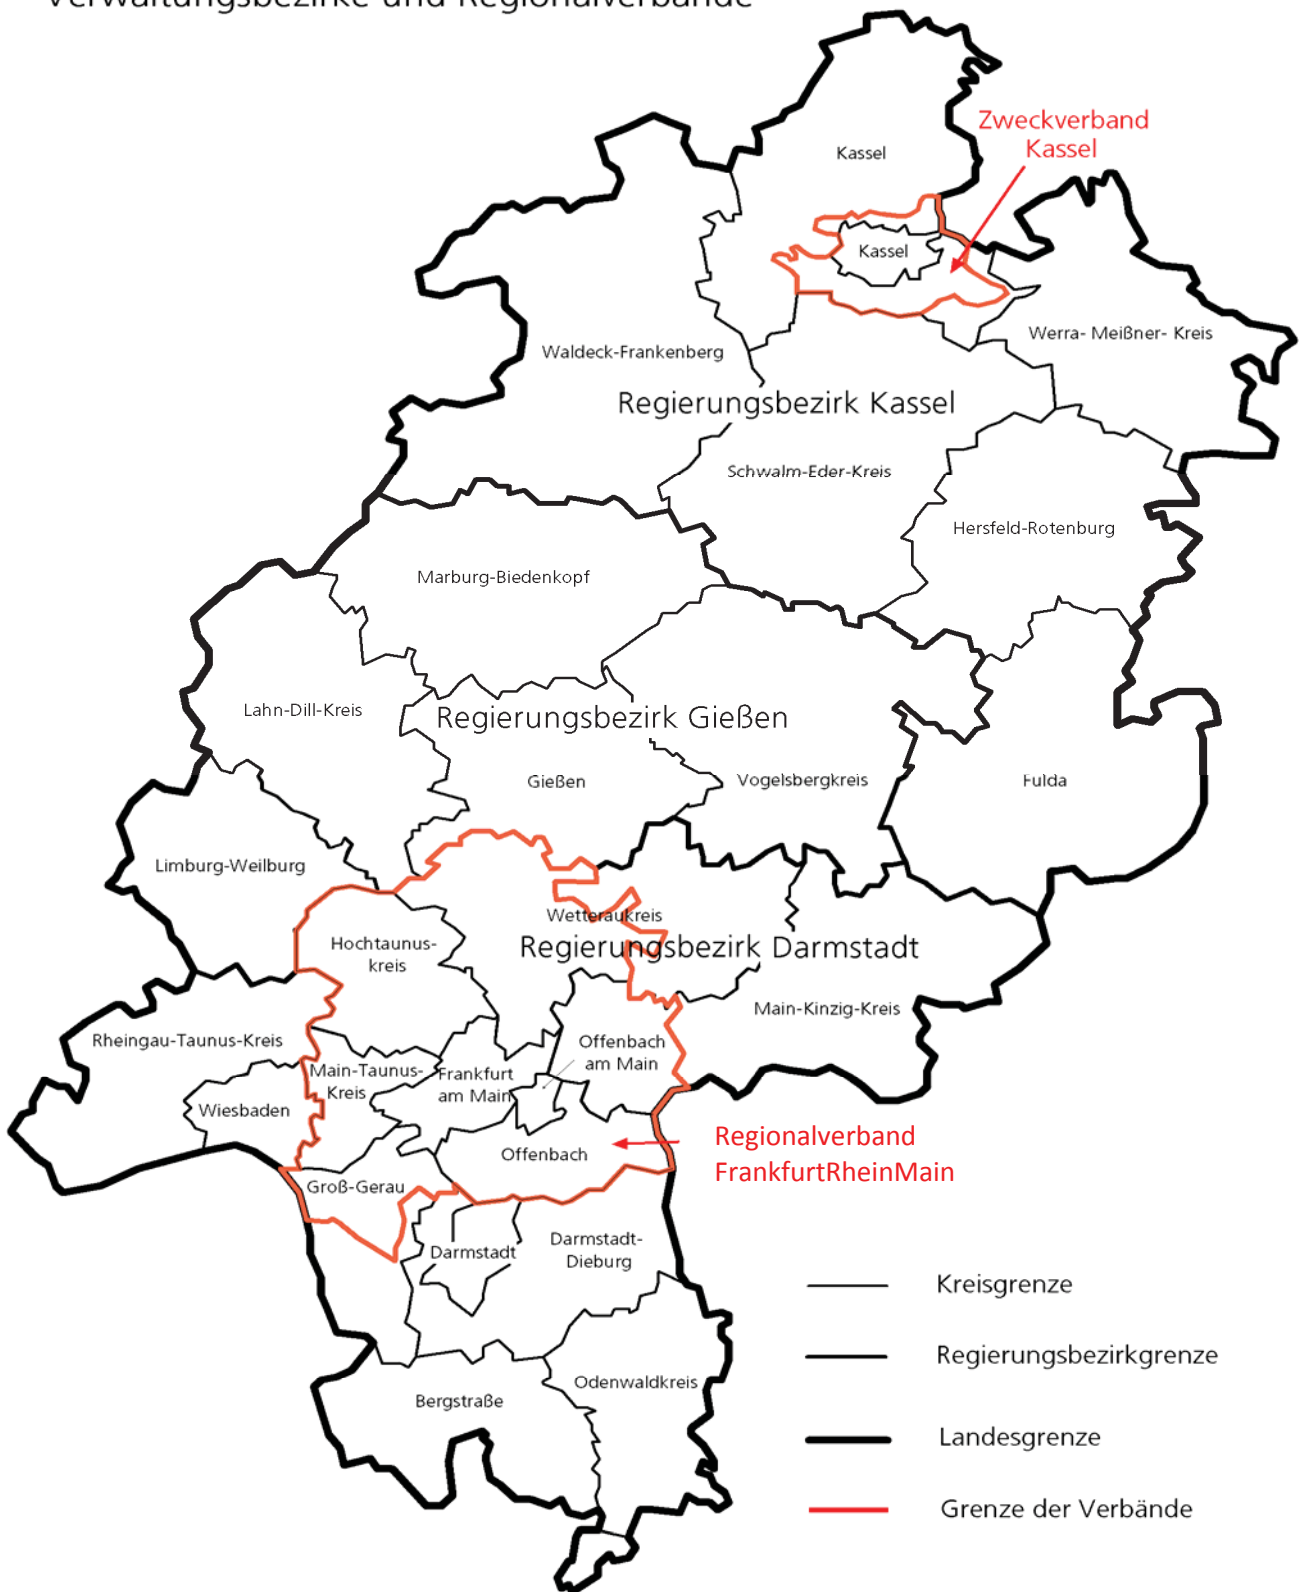 Verwaltungsbezirke und Regionalverbände
Zweckverband
Kassel
Kassel
Kassel
Werra- Meißner- Kreis
Waldeck-Frankenberg
Regierungsbezirk Kassel
Schwalm-Eder-Kreis
Hersfeld-Rotenburg
Marburg-Biedenkopf
Lahn-Dill-Kreis
Regierungsbezirk Gießen
Gießen
Vogelsbergkreis
Fulda
Limburg-Weilburg
Wetteraukreis
Hochtaunus-
kreis
Regierungsbezirk Darmstadt
Main-Kinzig-Kreis
Rheingau-Taunus-Kreis
Offenbach
am Main
Main-Taunus-
Kreis
Frankfurt
am Main
Wiesbaden
Regionalverband
FrankfurtRheinMain
Offenbach
Groß-Gerau
Darmstadt
Darmstadt-
Dieburg
Kreisgrenze
Regierungsbezirkgrenze
Odenwaldkreis
Bergstraße
Landesgrenze
Grenze der Verbände